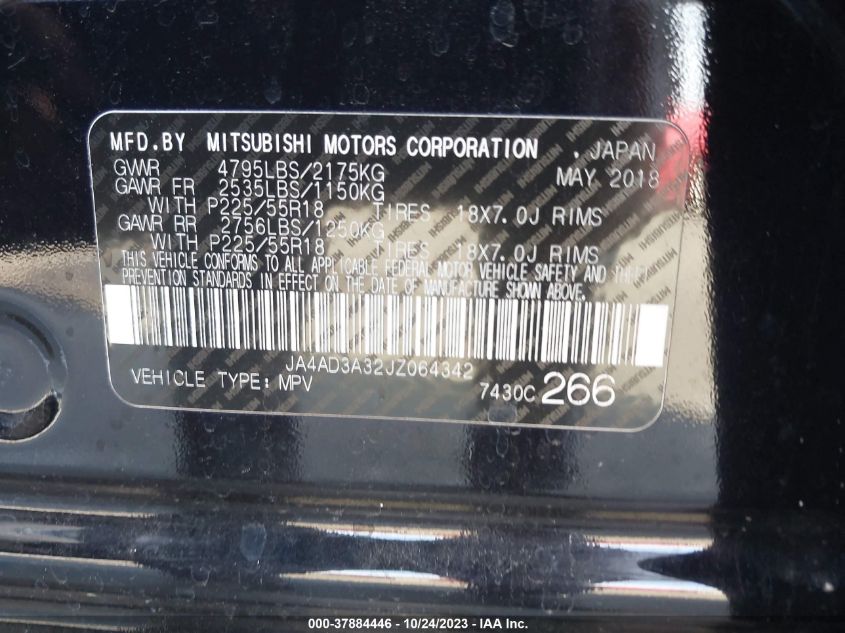 MFD.BY MITSUBISHI MOTORS CORPORATION , JAPAN
GVWR 4795LBS/2175KG MAY 2018
GAWR FR 2535LBS/1150KG
WITH P225/55R18 TIRES 18X7.0J RIMS
GAWR RR 2756LBS/1250KG
WITH P225/55R18 TIRES 18X7.0J RIMS
THIS VEHICLE CONFORMS TO ALL APPLICABLE FEDERAL MOTOR VEHICLE SAFETY AND THEFT
PREVENTION STANDARDS IN EFFECT ON THE DATE OF MANUFACTURE SHOWN ABOVE.
JA4AD3A32JZ064342
VEHICLE TYPE:MPV 7430C 266
000-37884446 - 10/24/2023 - IAA Inc.